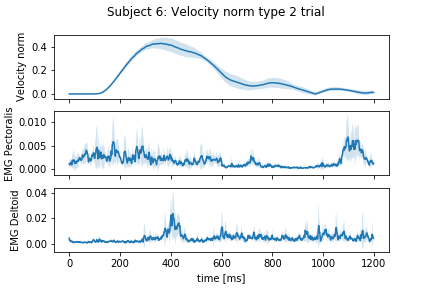 Subject 6: Velocity norm type 2 trial
Velocity norm
0.4
0.2
0.0
EMG Pectoralis
0.010
0.005
0.000
EMG Deltoid
0.04
0.02
0.00
0 200 400 600 800 1000 1200
time [ms]